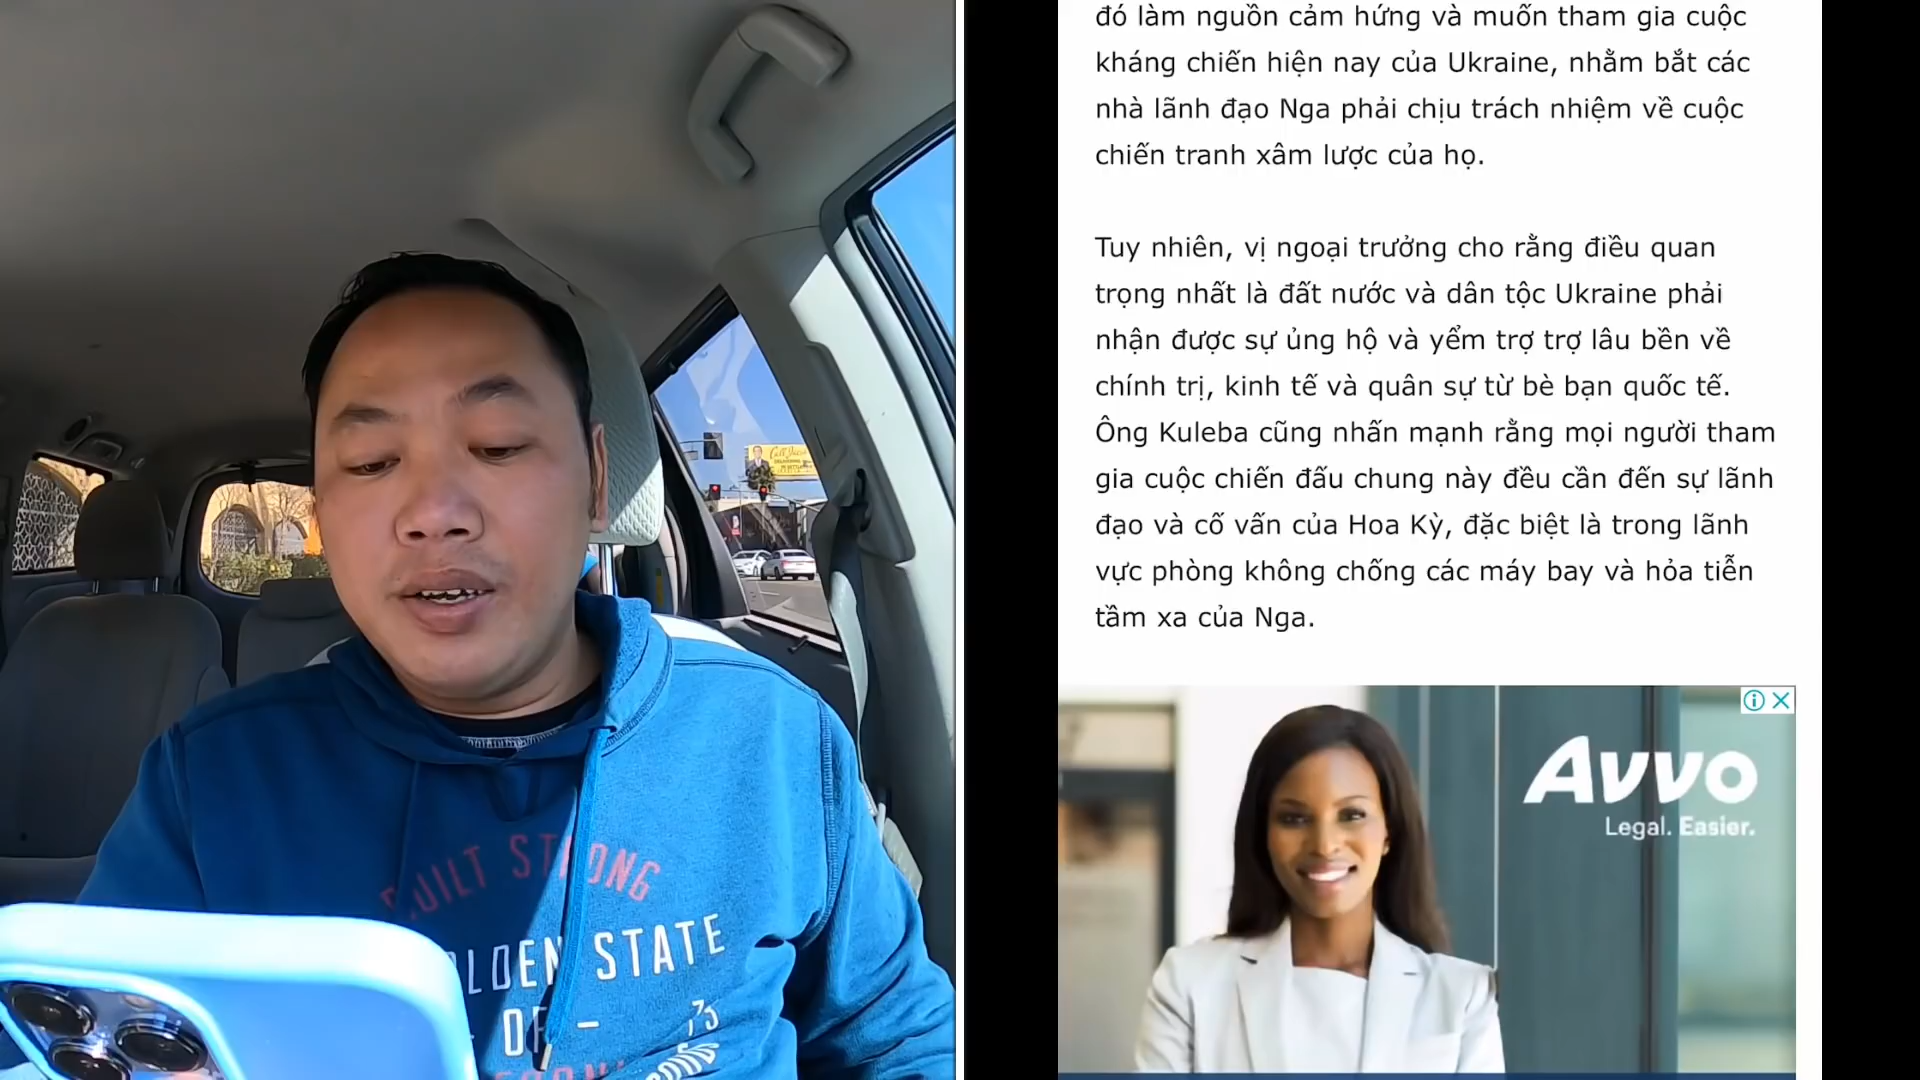 đó làm nguồn cảm hứng và muốn tham gia cuộc
kháng chiến hiện nay của Ukraine, nhằm bắt các
nhà lãnh đạo Nga phải chịu trách nhiệm về cuộc
chiến tranh xâm lược của họ.
Tuy nhiên, vị ngoại trưởng cho rằng điều quan
trọng nhất là đất nước và dân tộc Ukraine phải
nhận được sự ủng hộ và yểm trợ trợ lâu bền về
chính trị, kinh tế và quân sự từ bè bạn quốc tế.
Ông Kuleba cũng nhấn mạnh rằng mọi người tham
gia cuộc chiến đấu chung này đều cần đến sự lãnh
đạo và cố vấn của Hoa Kỳ, đặc biệt là trong lãnh
vực phòng không chống các máy bay và hỏa tiễn
tầm xa của Nga.
Avvo
Legal. Easier.
BUILT STRONG
GOLDEN STATE
OF -